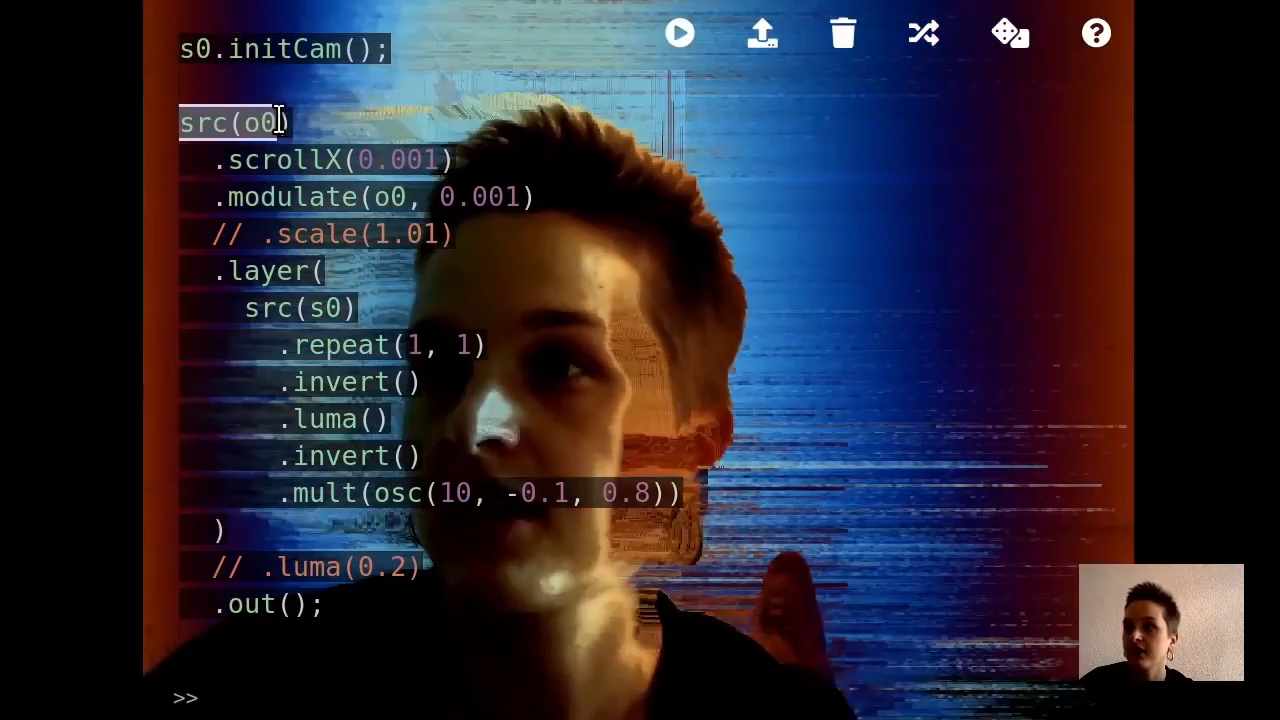 s0.initCam();
src(o0)
.scrollX(0.001)
.modulate(o0, 0.001)
// .scale(1.01)
.layer(
src(s0)
.repeat(1, 1)
.invert()
.luma()
.invert()
.mult(osc(10, -0.1, 0.8))
)
// .luma(0.2)
.out();
>>